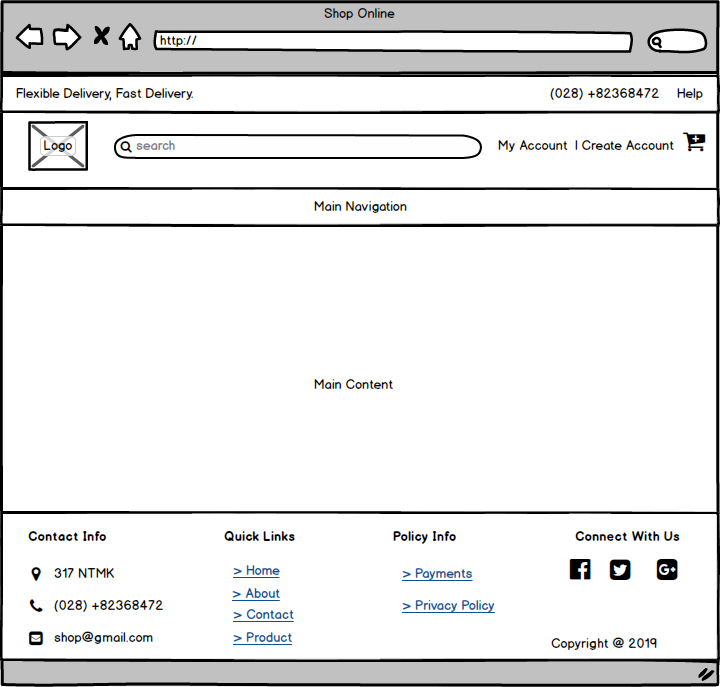 Shop Online
http://
Flexible Delivery, Fast Delivery.
(028) +82368472
Help
Logo
search
My Account | Create Account
Main Navigation
Main Content
Contact Info
317 NTMK
(028) +82368472
shop@gmail.com
Quick Links
> Home
> About
> Contact
> Product
Policy Info
> Payments
> Privacy Policy
Connect With Us
Copyright @ 2019